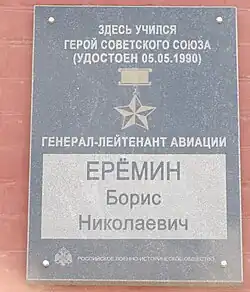 ЗДЕСЬ УЧИЛСЯ
ГЕРОЙ СОВЕТСКОГО СОЮЗА
(УДОСТОЕН 05.05.1990)
ГЕНЕРАЛ-ЛЕЙТЕНАНТ АВИАЦИИ
ЕРЁМИН
Борис
Николаевич
РОССИЙСКОЕ ВОЕННО-ИСТОРИЧЕСКОЕ ОБЩЕСТВО